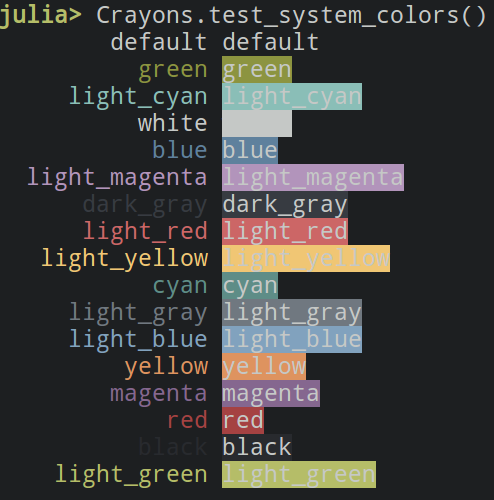 julia> Crayons.test_system_colors()
default default
green green
light_cyan light_cyan
white
blue blue
light_magenta light_magenta
dark_gray dark_gray
light_red light_red
light_yellow light_yellow
cyan cyan
light_gray light_gray
light_blue light_blue
yellow yellow
magenta magenta
red red
black black
light_green light_green